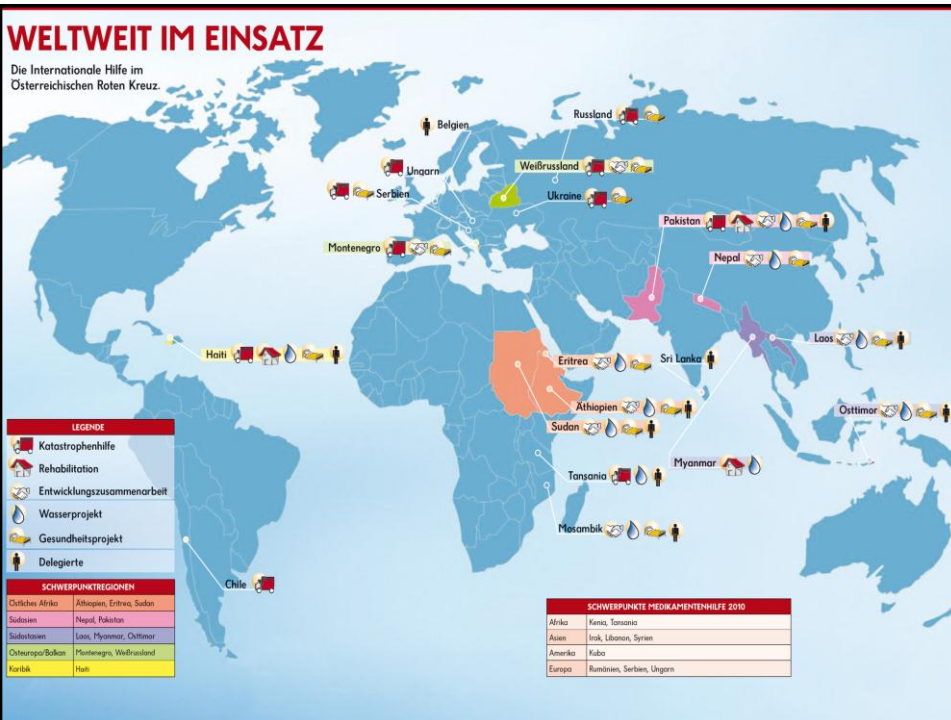 WELTWEIT IM EINSATZ
Die Internationale Hilfe im
Österreichischen Roten Kreuz.
Russland
Belgien
Weißrussland
Ungarn
Serbien
Ukraine
Pakistan
Montenegro
Nepal
Laos
Haiti
Eritrea
Sri Lanka
Äthiopien
Osttimor
Sudan
Myanmar
Tansania
Mosambik
Chile
LEGENDE
Katastrophenhilfe
Rehabilitation
Entwicklungszusammenarbeit
Wasserprojekt
Gesundheitsprojekt
Delegierte
SCHWERPUNKTREGIONEN
Östliches Afrika Äthiopien, Eritrea, Sudan
Südasien Nepal, Pakistan
Südostasien Laos, Myanmar, Osttimor
Osteuropa/Balkan Montenegro, Weißrussland
Karibik Haiti
SCHWERPUNKTE MEDIKAMENTENHILFE 2010
Afrika Kenia, Tansania
Asien Irak, Libanon, Syrien
Amerika Kuba
Europa Rumänien, Serbien, Ungarn